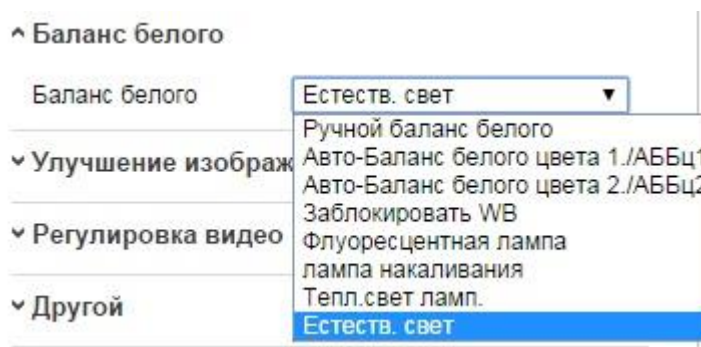 Баланс белого
Баланс белого Естеств. свет
Ручной баланс белого
Авто-Баланс белого цвета 1./АББц1
Улучшение изображ
Авто-Баланс белого цвета 2./АББц2
Заблокировать WB
Регулировка видео
Флуоресцентная лампа
лампа накаливания
Другой
Тепл.свет ламп.
Естеств. свет